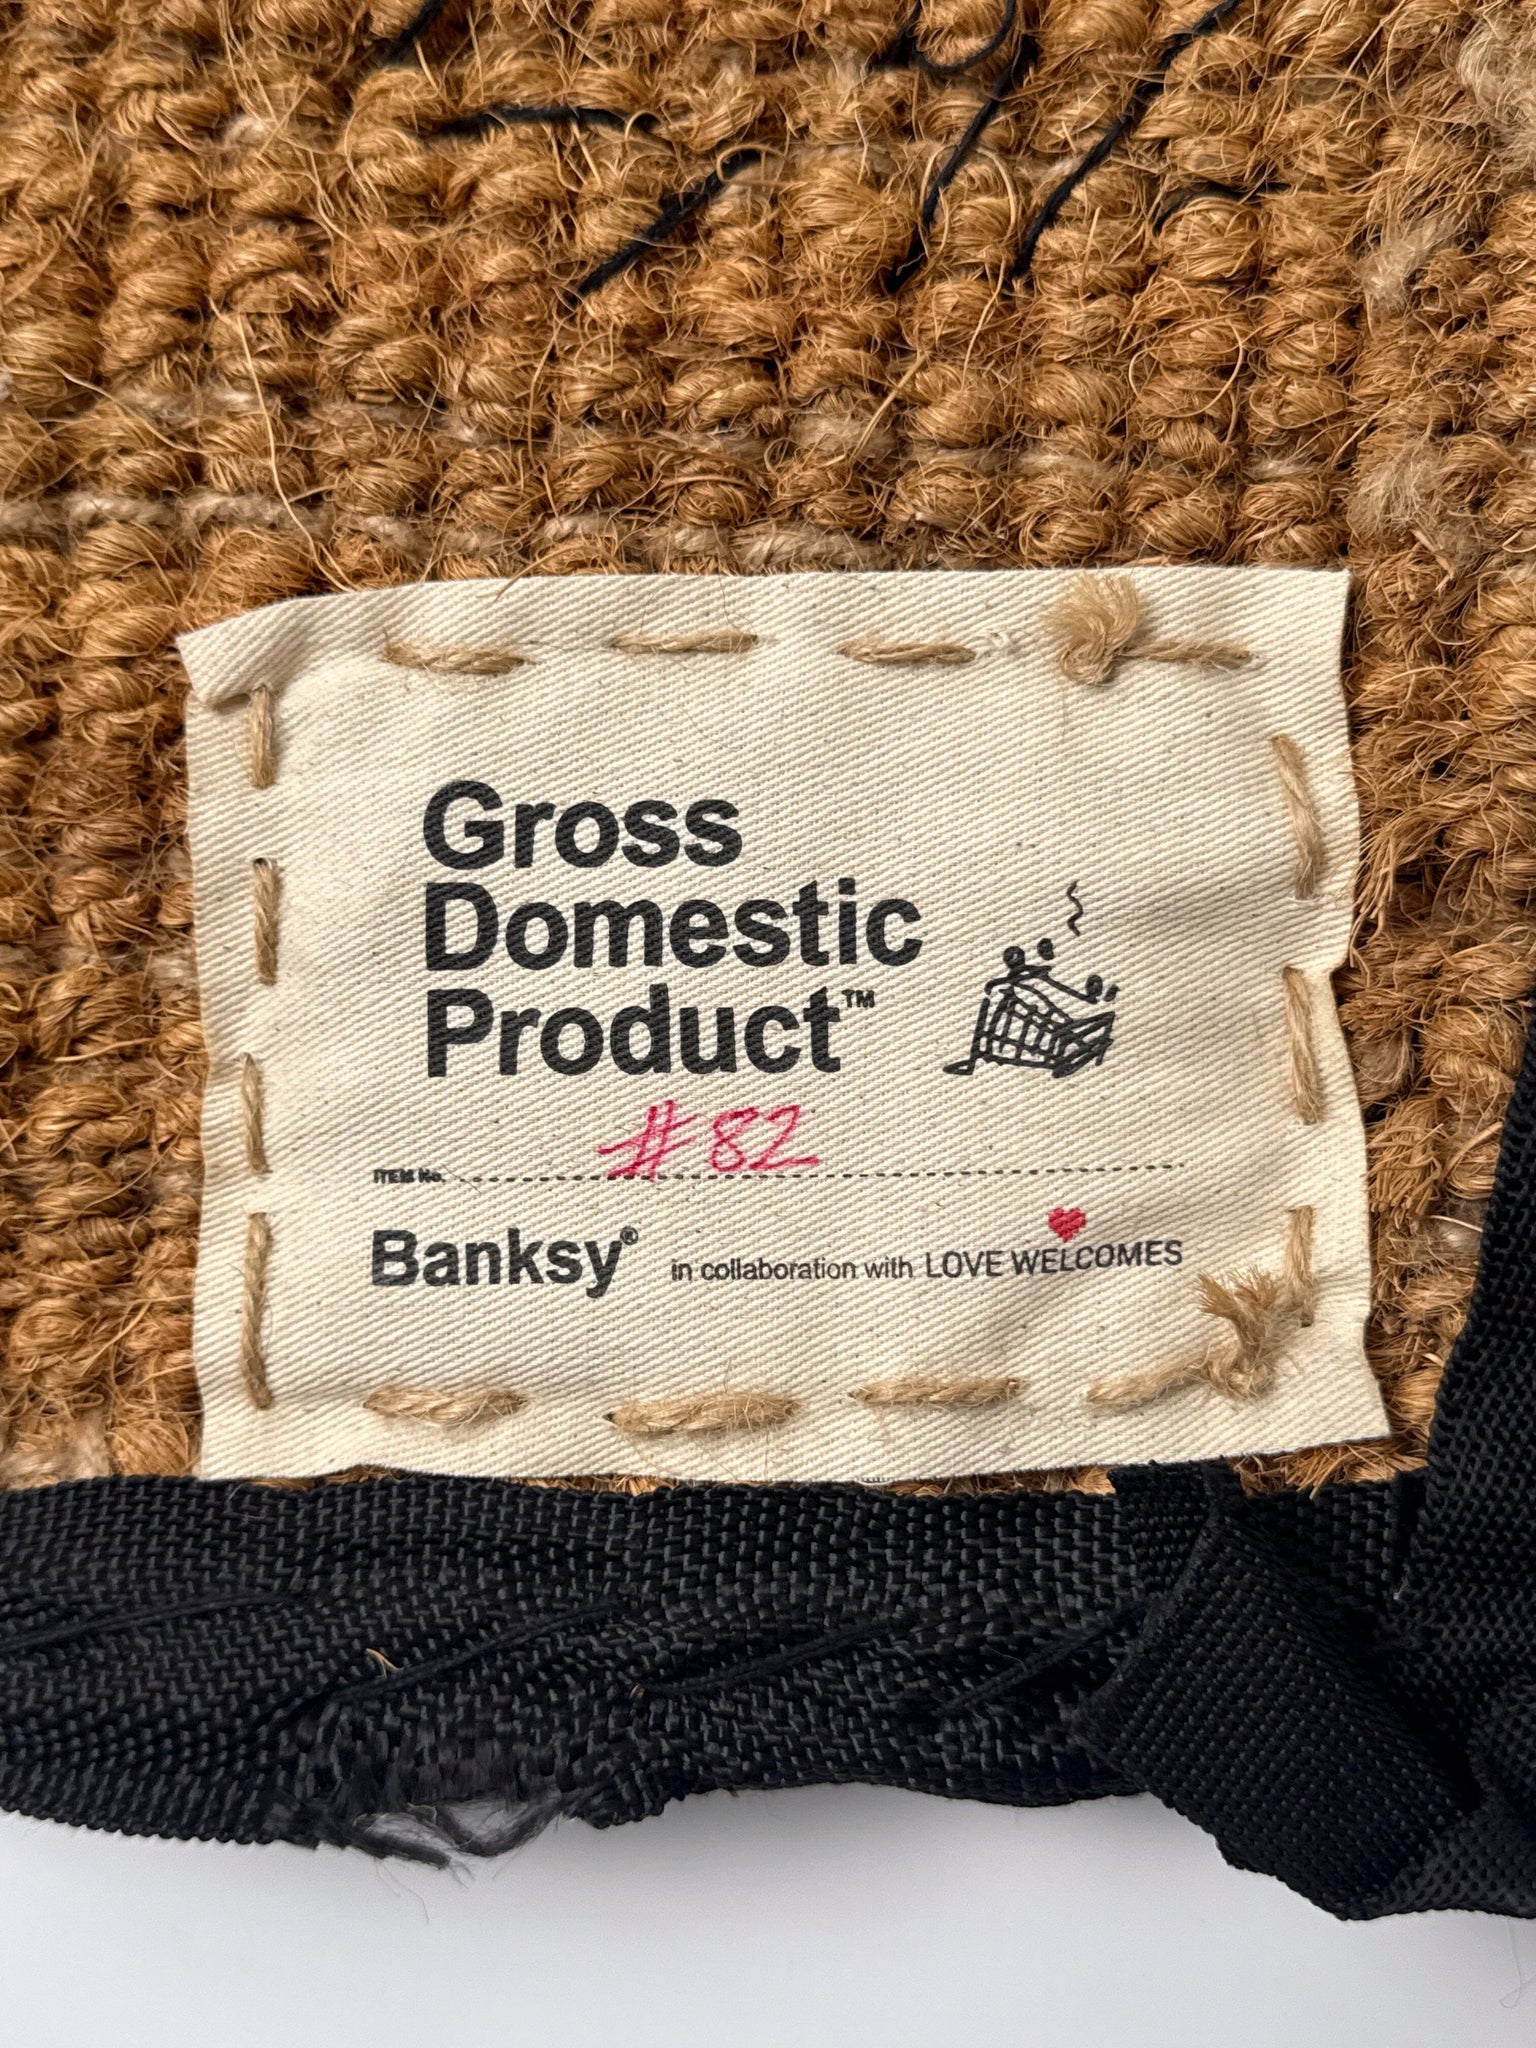 Gross
Domestic
Product™
ITEM No. #82
Banksy® in collaboration with LOVE WELCOMES